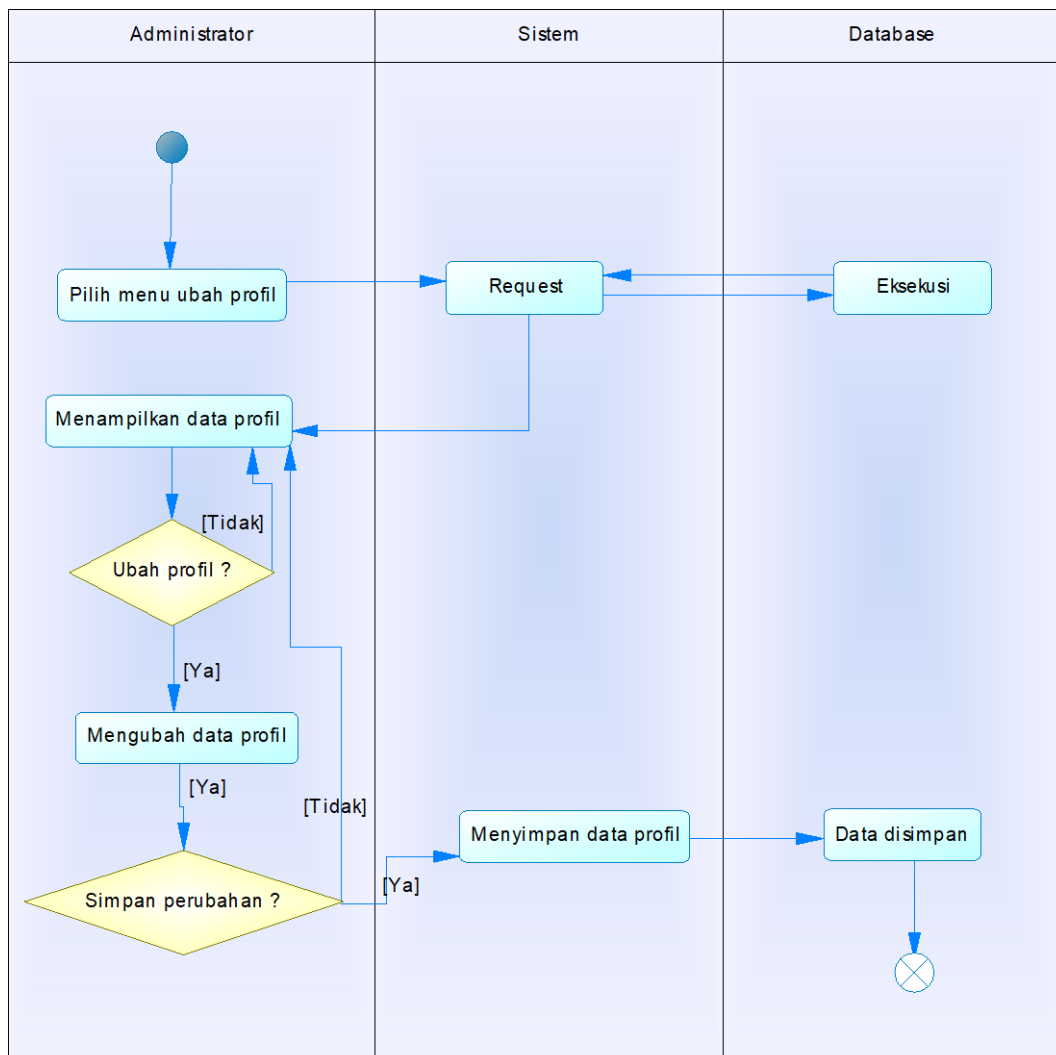 Administrator
Sistem
Database
Pilih menu ubah profil
Request
Eksekusi
Menampilkan data profil
[Tidak]
Ubah profil ?
[Ya]
Mengubah data profil
[Ya]
[Tidak]
Menyimpan data profil
Data disimpan
Simpan perubahan ?
[Ya]